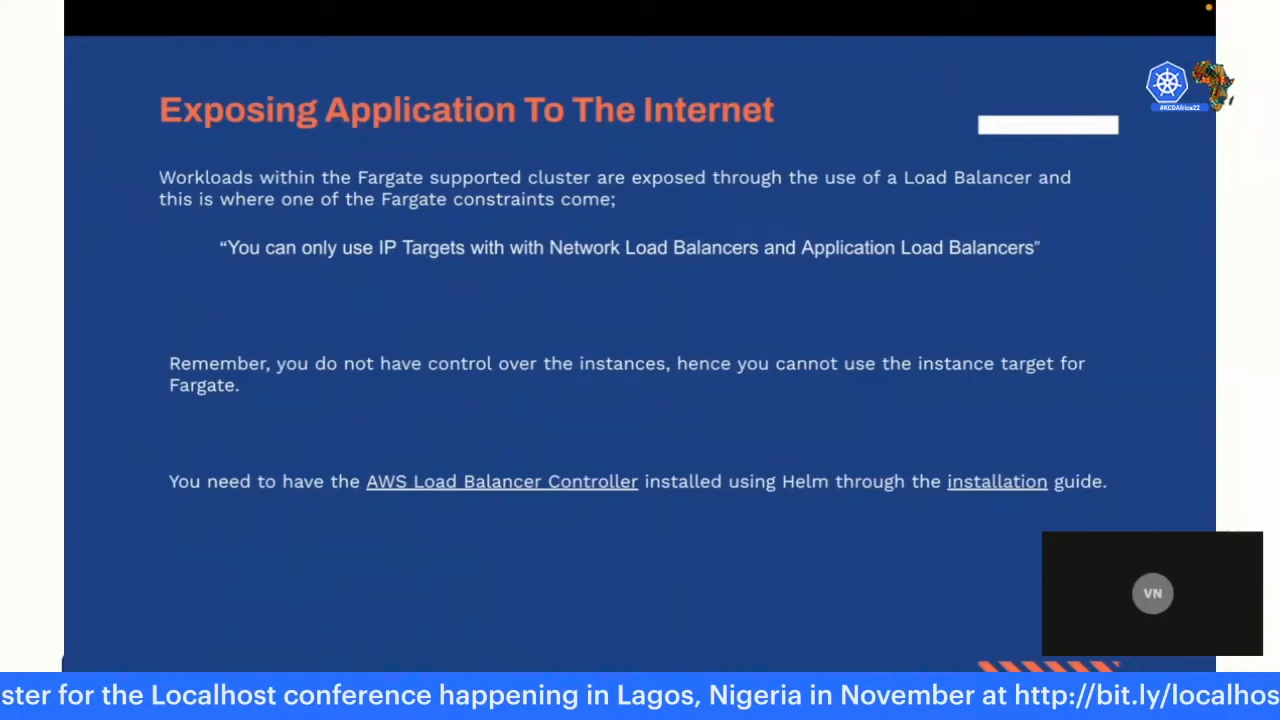 #KCDAfrica22
Exposing Application To The Internet
Workloads within the Fargate supported cluster are exposed through the use of a Load Balancer and
this is where one of the Fargate constraints come;
“You can only use IP Targets with with Network Load Balancers and Application Load Balancers”
Remember, you do not have control over the instances, hence you cannot use the instance target for
Fargate.
You need to have the AWS Load Balancer Controller installed using Helm through the installation guide.
VN
ster for the Localhost conference happening in Lagos, Nigeria in November at http://bit.ly/localhos